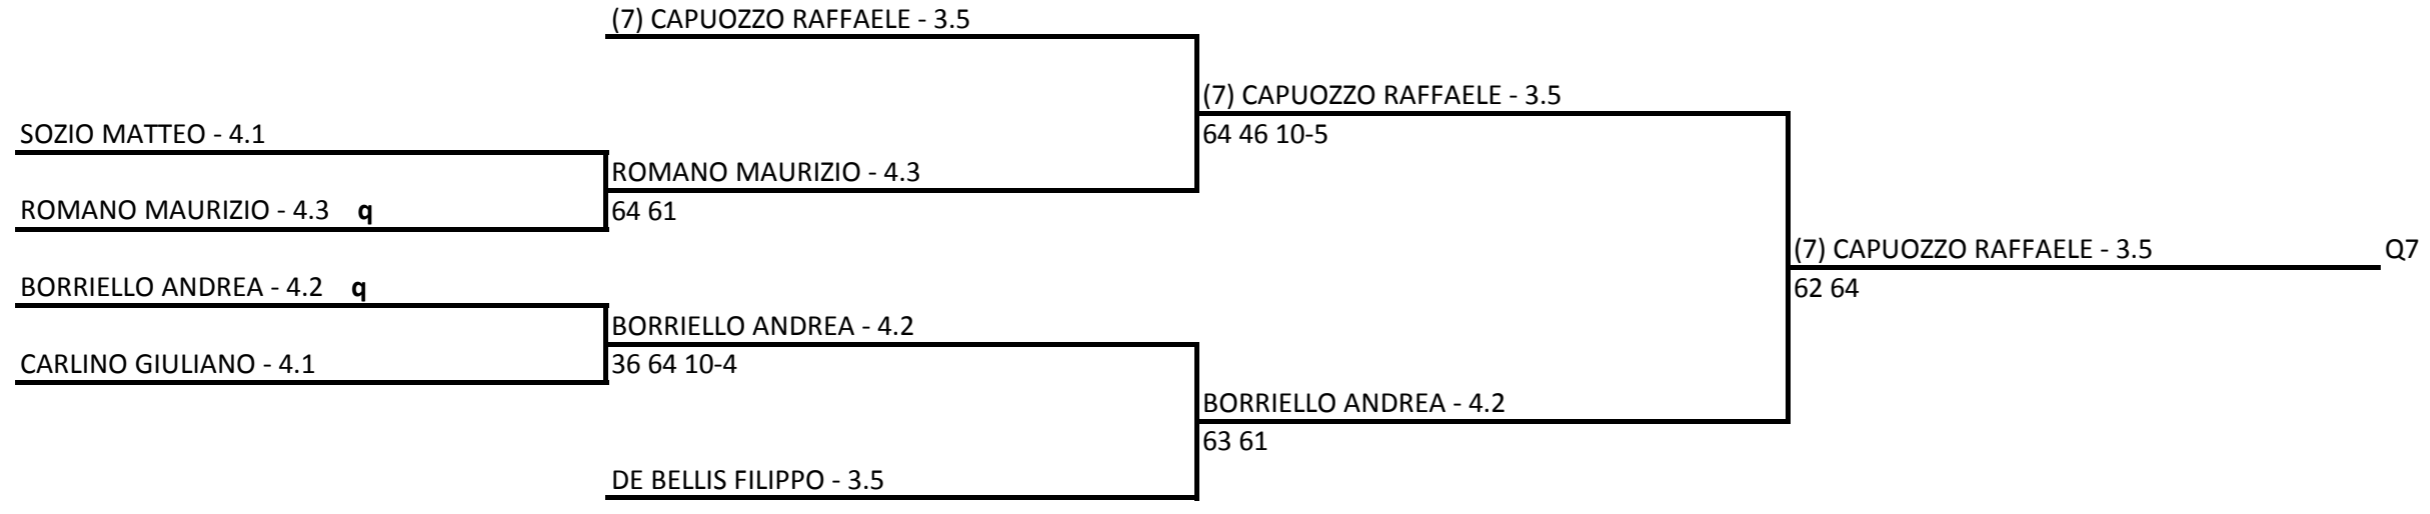 (7) CAPUOZZO RAFFAELE - 3.5
(7) CAPUOZZO RAFFAELE - 3.5
SOZIO MATTEO - 4.1
64 46 10-5
ROMANO MAURIZIO - 4.3
ROMANO MAURIZIO - 4.3 q
64 61
(7) CAPUOZZO RAFFAELE - 3.5 Q7
BORRIELLO ANDREA - 4.2 q
62 64
BORRIELLO ANDREA - 4.2
CARLINO GIULIANO - 4.1
36 64 10-4
BORRIELLO ANDREA - 4.2
63 61
DE BELLIS FILIPPO - 3.5